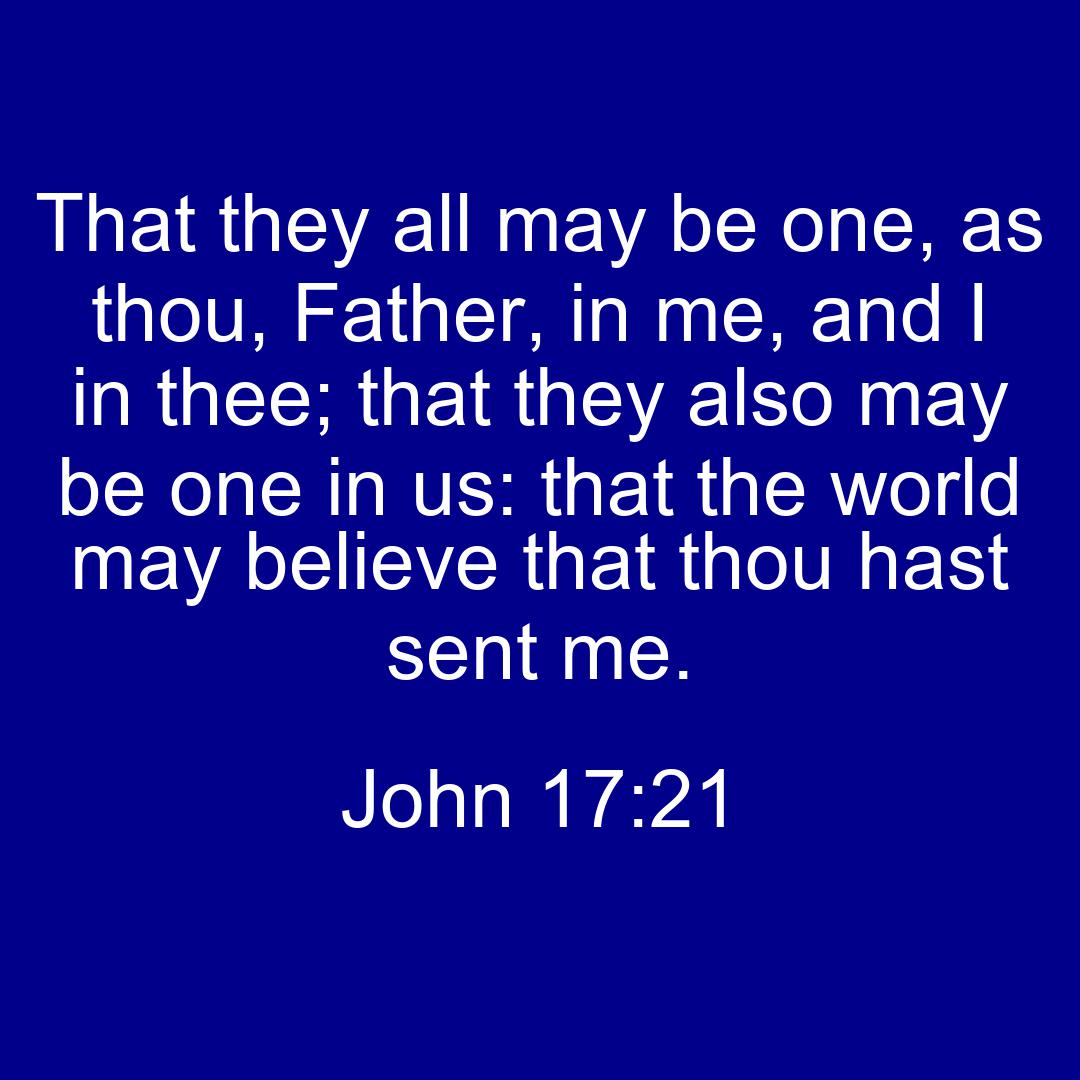 That they all may be one, as
thou, Father, in me, and I
in thee; that they also may
be one in us: that the world
may believe that thou hast
sent me.
John 17:21